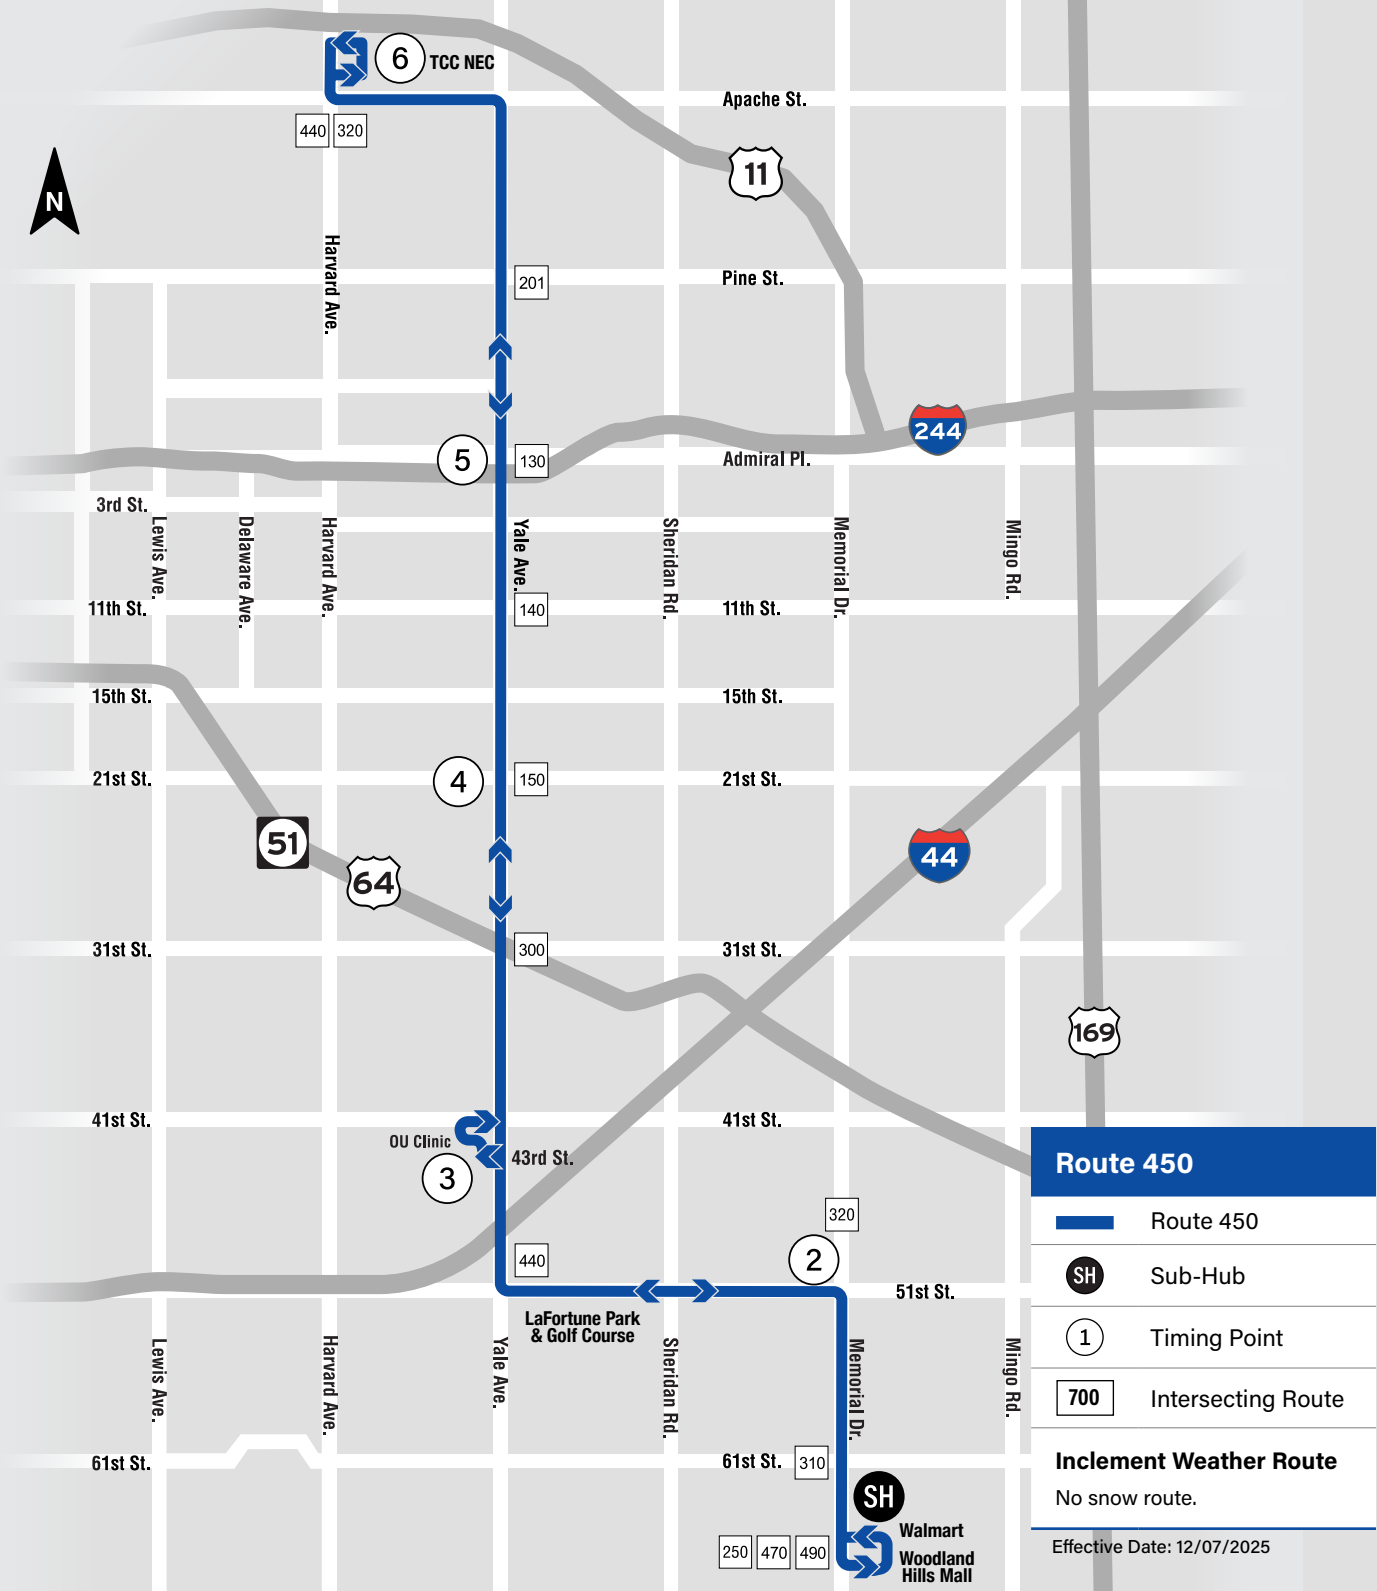 6
TCC NEC
Apache St.
440
320
11
N
Harvard Ave.
201
Pine St.
244
5
130
Admiral Pl.
3rd St.
Lewis Ave.
Delaware Ave.
Harvard Ave.
Yale Ave.
Sheridan Rd.
Memorial Dr.
Mingo Rd.
11th St.
140
11th St.
15th St.
15th St.
21st St.
4
150
21st St.
51
64
44
31st St.
300
31st St.
169
41st St.
41st St.
OU Clinic
43rd St.
3
320
2
440
51st St.
LaFortune Park
& Golf Course
Lewis Ave.
Harvard Ave.
Yale Ave.
Sheridan Rd.
Memorial Dr.
Mingo Rd.
61st St.
61st St.
310
SH
Walmart
250
470
490
Woodland
Hills Mall
Route 450
Route 450
SH
Sub-Hub
1
Timing Point
700
Intersecting Route
Inclement Weather Route
No snow route.
Effective Date: 12/07/2025